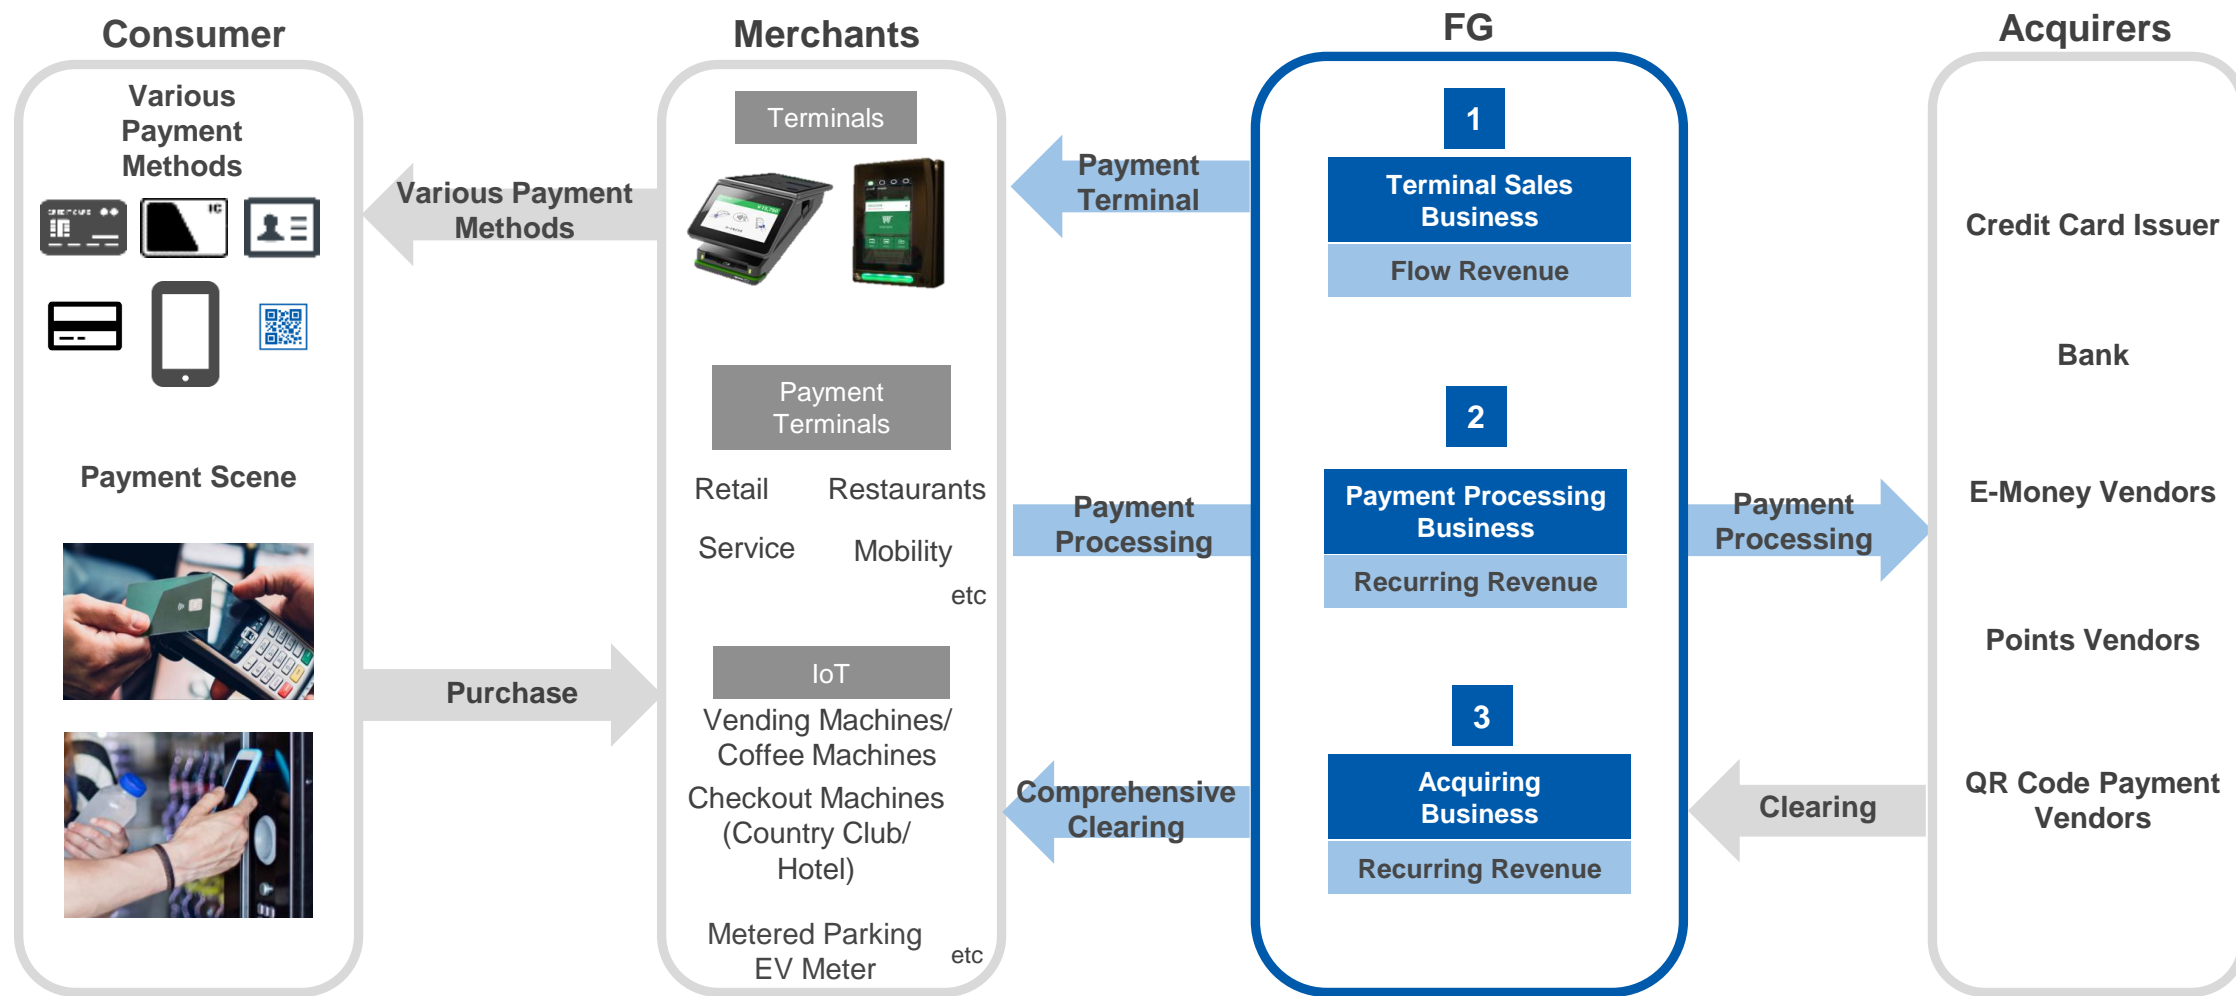 Consumer
Various
Payment
Methods
IC
Payment Scene
Various Payment
Methods
Purchase
Merchants
Terminals
Payment
Terminals
Retail
Restaurants
Service
Mobility
etc
IoT
Vending Machines/
Coffee Machines
Checkout Machines
(Country Club/
Hotel)
Metered Parking
EV Meter
etc
Payment
Terminal
Payment
Processing
Comprehensive
Clearing
FG
1
Terminal Sales
Business
Flow Revenue
2
Payment Processing
Business
Recurring Revenue
3
Acquiring
Business
Recurring Revenue
Payment
Processing
Clearing
Acquirers
Credit Card Issuer
Bank
E-Money Vendors
Points Vendors
QR Code Payment
Vendors